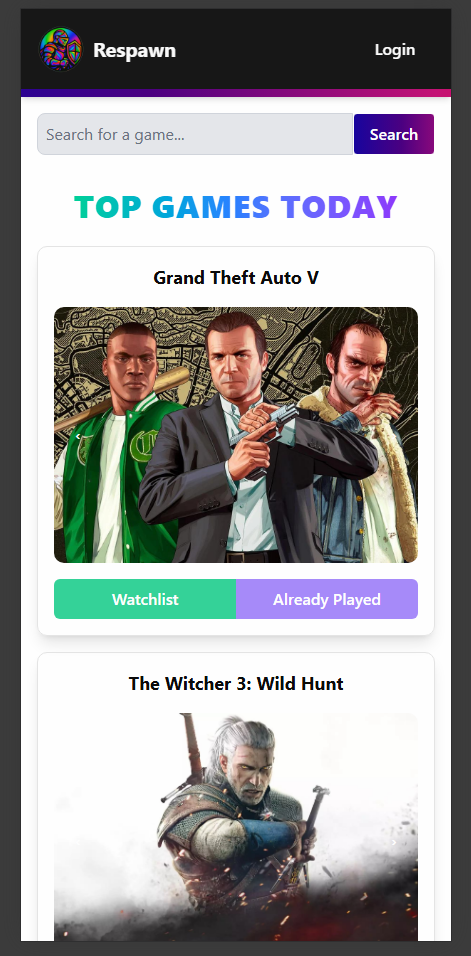 Respawn
Login
Search for a game...
Search
TOP GAMES TODAY
Grand Theft Auto V
Watchlist
Already Played
The Witcher 3: Wild Hunt